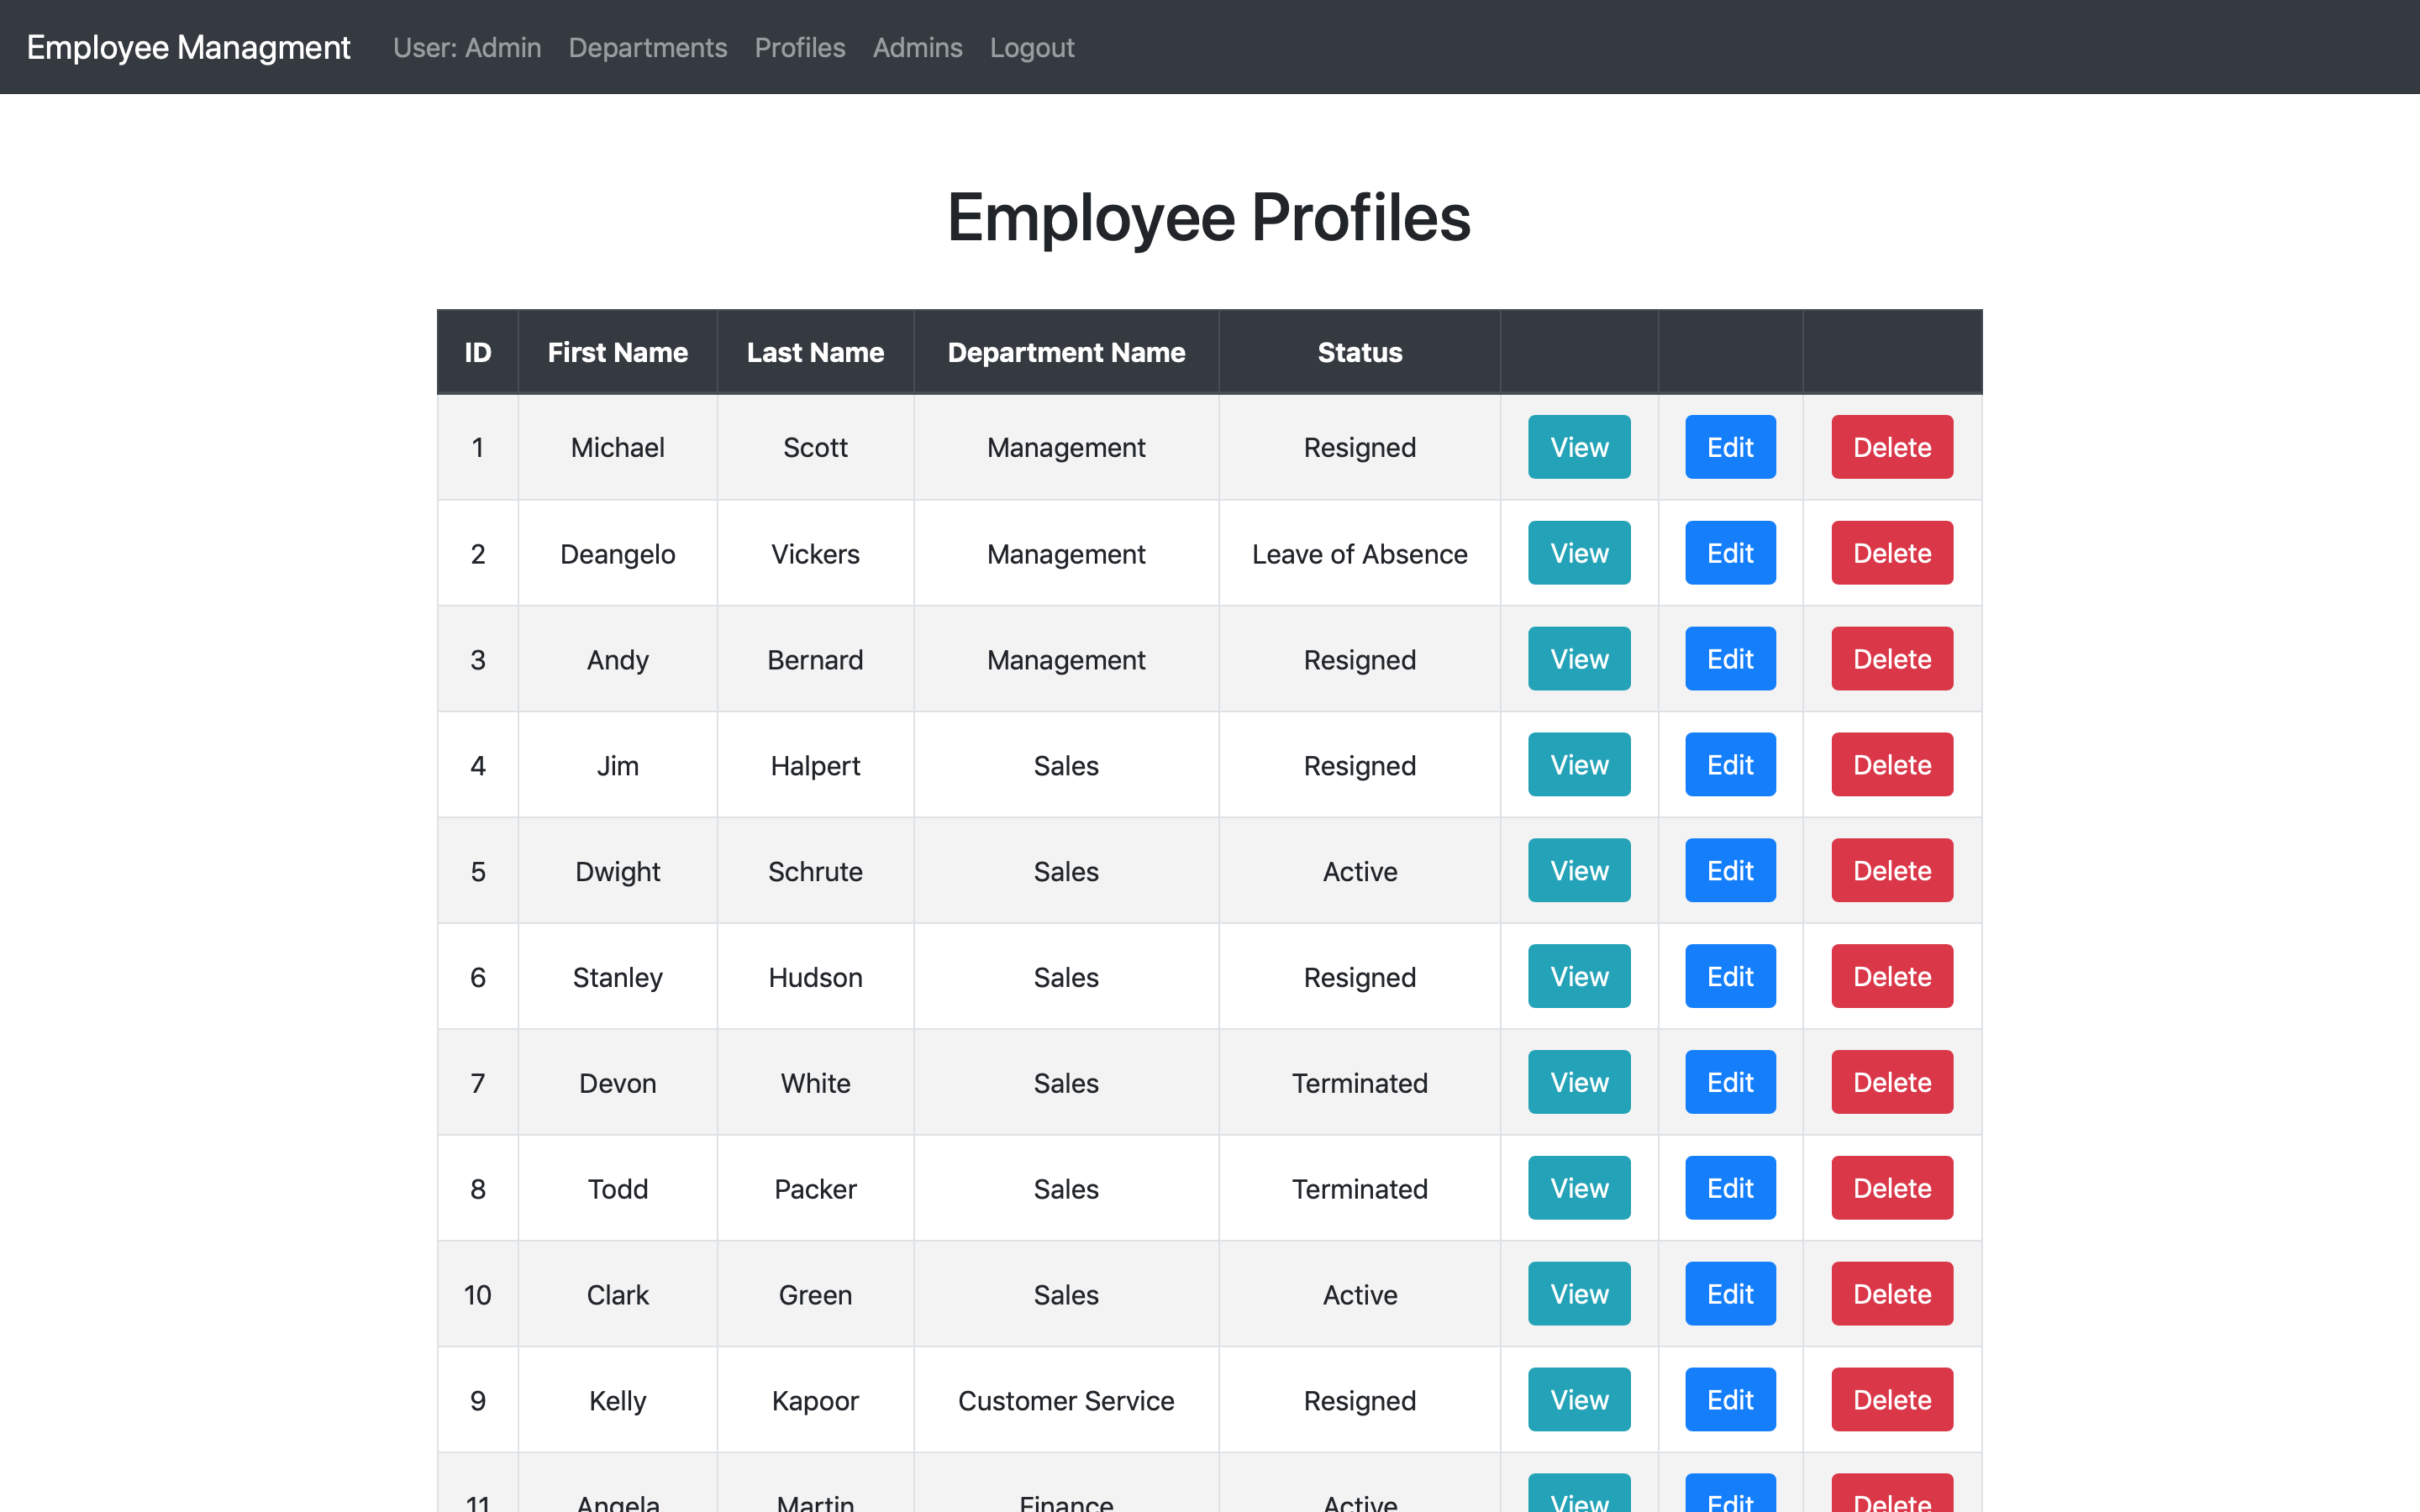 Employee Managment User: Admin Departments Profiles Admins Logout
Employee Profiles
ID First Name Last Name Department Name Status
1 Michael Scott Management Resigned View Edit Delete
2 Deangelo Vickers Management Leave of Absence View Edit Delete
3 Andy Bernard Management Resigned View Edit Delete
4 Jim Halpert Sales Resigned View Edit Delete
5 Dwight Schrute Sales Active View Edit Delete
6 Stanley Hudson Sales Resigned View Edit Delete
7 Devon White Sales Terminated View Edit Delete
8 Todd Packer Sales Terminated View Edit Delete
10 Clark Green Sales Active View Edit Delete
9 Kelly Kapoor Customer Service Resigned View Edit Delete
11 Angela Martin Finance Active View Edit Delete